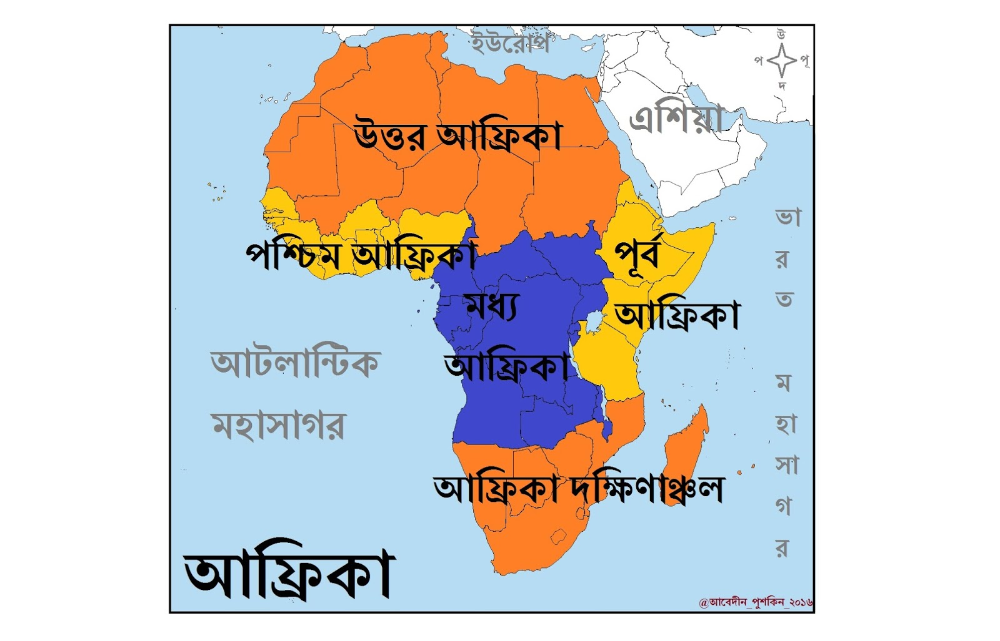 ইউরোপ
উ
প
পূ
দ
এশিয়া
উত্তর আফ্রিকা
পশ্চিম আফ্রিকা
পূর্ব
আফ্রিকা
মধ্য
আফ্রিকা
আটলান্টিক
মহাসাগর
ভা
র
ত
ম
হা
সা
গ
র
আফ্রিকা দক্ষিণাঞ্চল
আফ্রিকা
@আবেদীন_পুশকিন_২০১৬